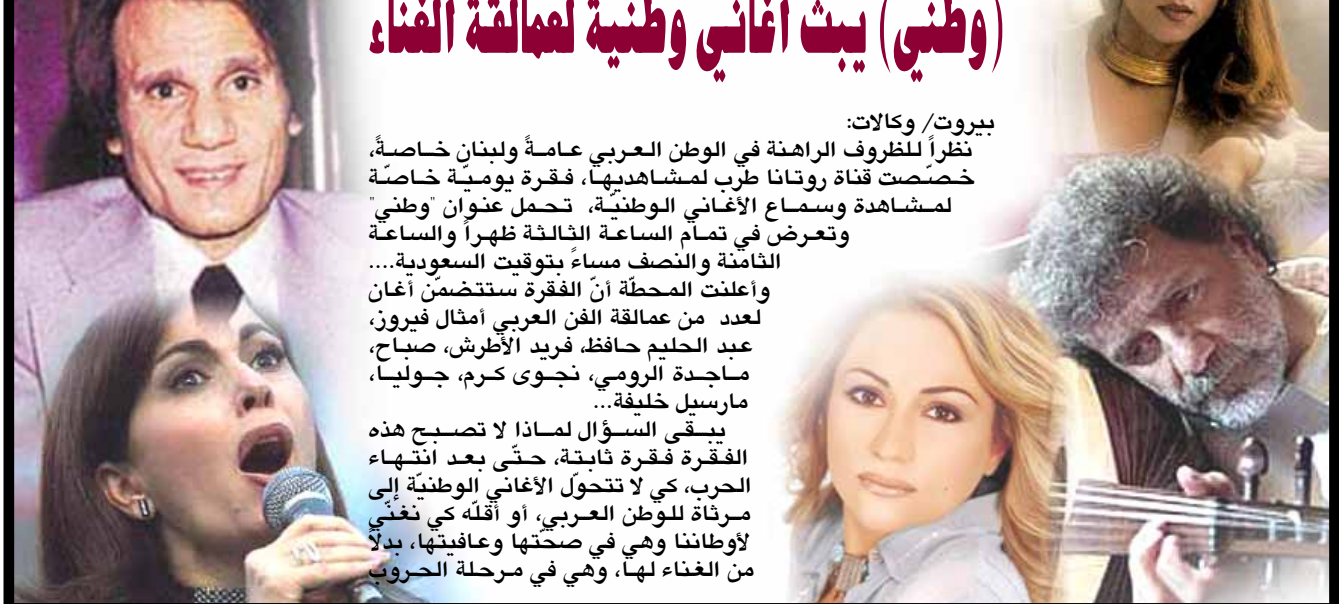 (وطني) يبث أغاني وطنية لعمالقة الغناء
بيروت/ وكالات:
نظراً للظروف الراهنة في الوطن العربي عامةً ولبنان خاصةً،
خصّصت قناة روتانا طرب لمشاهديها، فقرة يوميّة خاصّة
لمشاهدة وسماع الأغاني الوطنيّة، تحمل عنوان "وطني"
وتعرض في تمام الساعة الثالثة ظهراً والساعة
الثامنة والنصف مساءً بتوقيت السعودية....
وأعلنت المحطّة أنّ الفقرة ستتضمّن أغان
لعدد من عمالقة الفن العربي أمثال فيروز،
عبد الحليم حافظ، فريد الأطرش، صباح،
ماجدة الرومي، نجوى كرم، جوليا،
مارسيل خليفة...
يبقى السؤال لماذا لا تصبح هذه
الفقرة فقرة ثابتة، حتّى بعد انتهاء
الحرب، كي لا تتحوّل الأغاني الوطنيّة إلى
مرثاة للوطن العربي، أو أقلّه كي نغنّي
لأوطاننا وهي في صحّتها وعافيتها، بدلاً
من الغناء لها، وهي في مرحلة الحروب